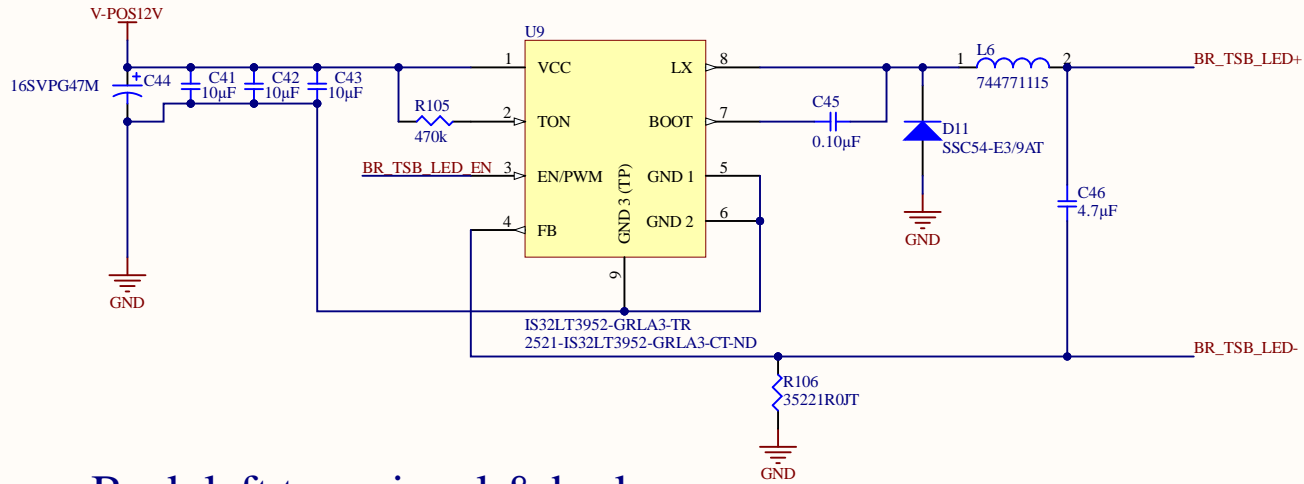 V-POS12V
16SVPG47M
+
C44
C41
10µF
C42
10µF
C43
10µF
R105
470k
BR_TSB_LED_EN
U9
1
VCC
2
TON
3
EN/PWM
4
FB
LX
8
BOOT
7
GND 1
5
GND 2
6
GND 3 (TP)
9
IS32LT3952-GRLA3-TR
2521-IS32LT3952-GRLA3-CT-ND
C45
0.10µF
D11
SSC54-E3/9AT
GND
1
L6
2
744771115
BR_TSB_LED+
C46
4.7µF
BR_TSB_LED-
R106
35221R0JT
GND
GND